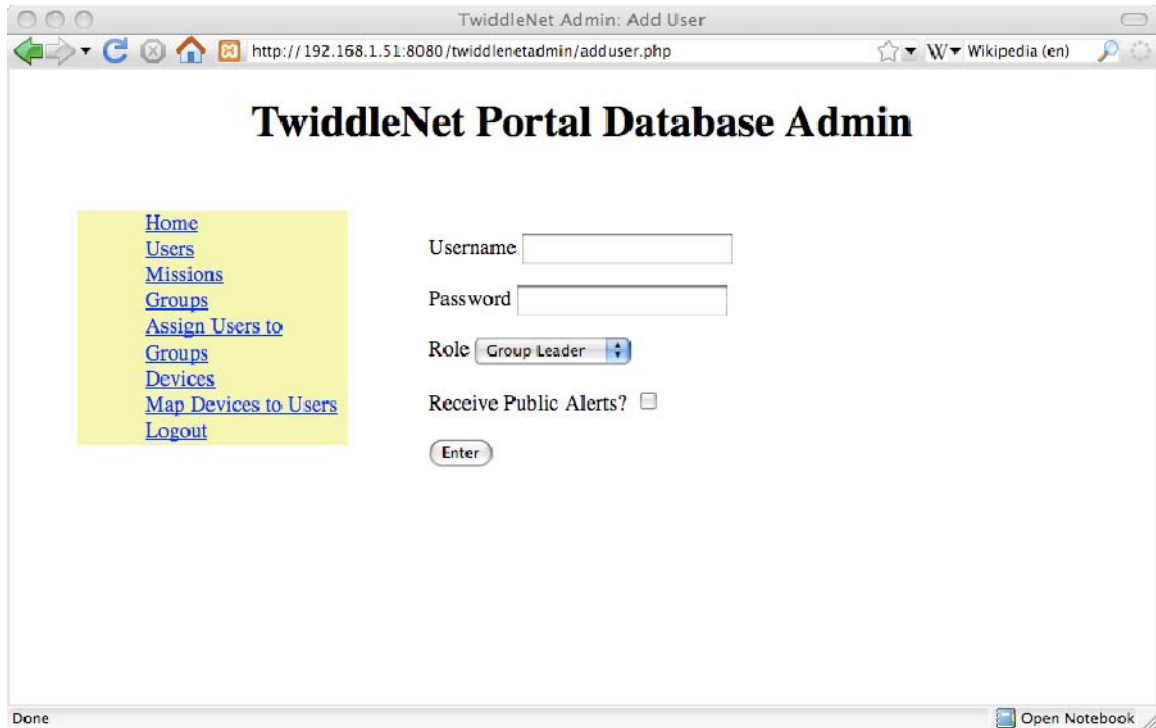 TwiddleNet Admin: Add User
http://192.168.1.51:8080/twiddlenetadmin/adduser.php
W Wikipedia (en)
TwiddleNet Portal Database Admin
Home
Users
Missions
Groups
Assign Users to
Groups
Devices
Map Devices to Users
Logout
Username
Password
Role Group Leader
Receive Public Alerts?
Enter
Done
Open Notebook